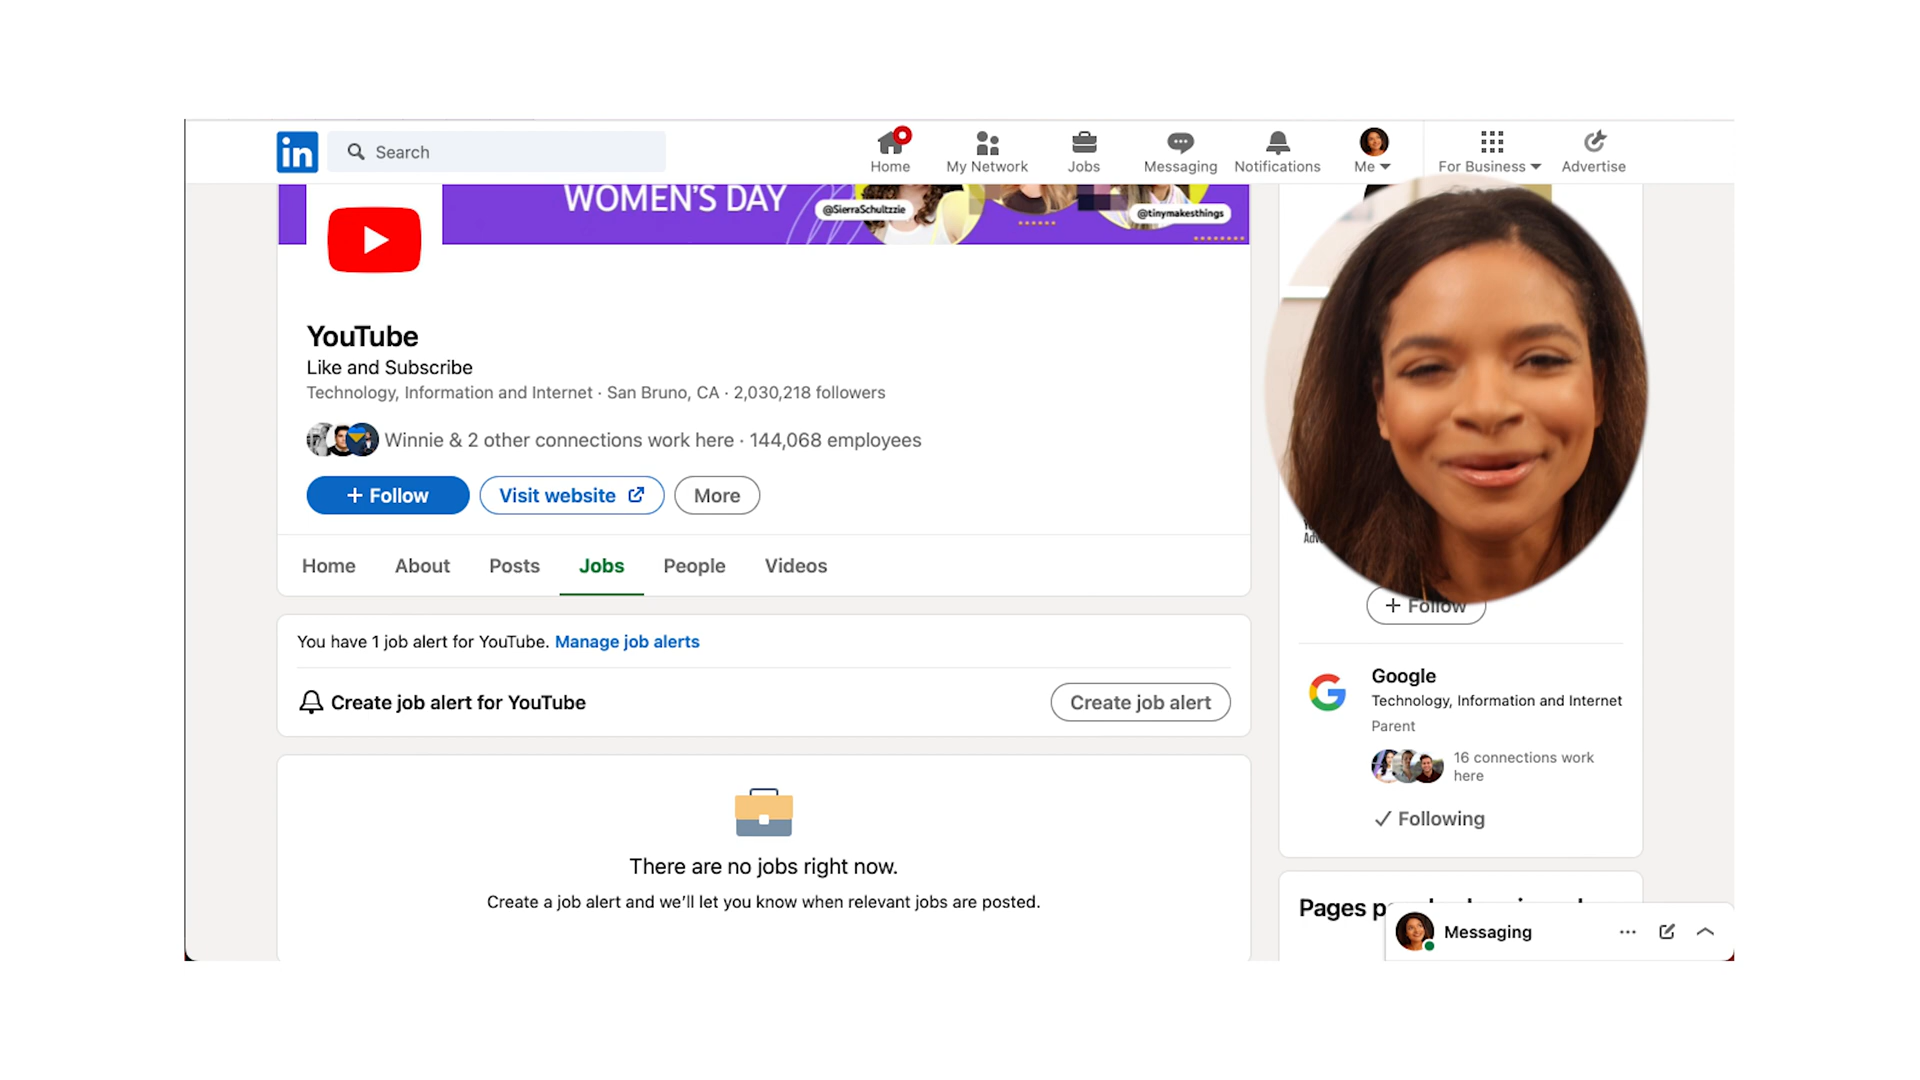 in
Search
Home
My Network
Jobs
Messaging
Notifications
Me
For Business
Advertise
WOMEN'S DAY
@SierraSchultzzie
@tinymakesthings
YouTube
Like and Subscribe
Technology, Information and Internet · San Bruno, CA · 2,030,218 followers
Winnie & 2 other connections work here · 144,068 employees
+ Follow
Visit website
More
Home
About
Posts
Jobs
People
Videos
You have 1 job alert for YouTube. Manage job alerts
Create job alert for YouTube
Create job alert
There are no jobs right now.
Create a job alert and we'll let you know when relevant jobs are posted.
+ Follow
Google
Technology, Information and Internet
Parent
16 connections work
here
Following
Pages
Messaging